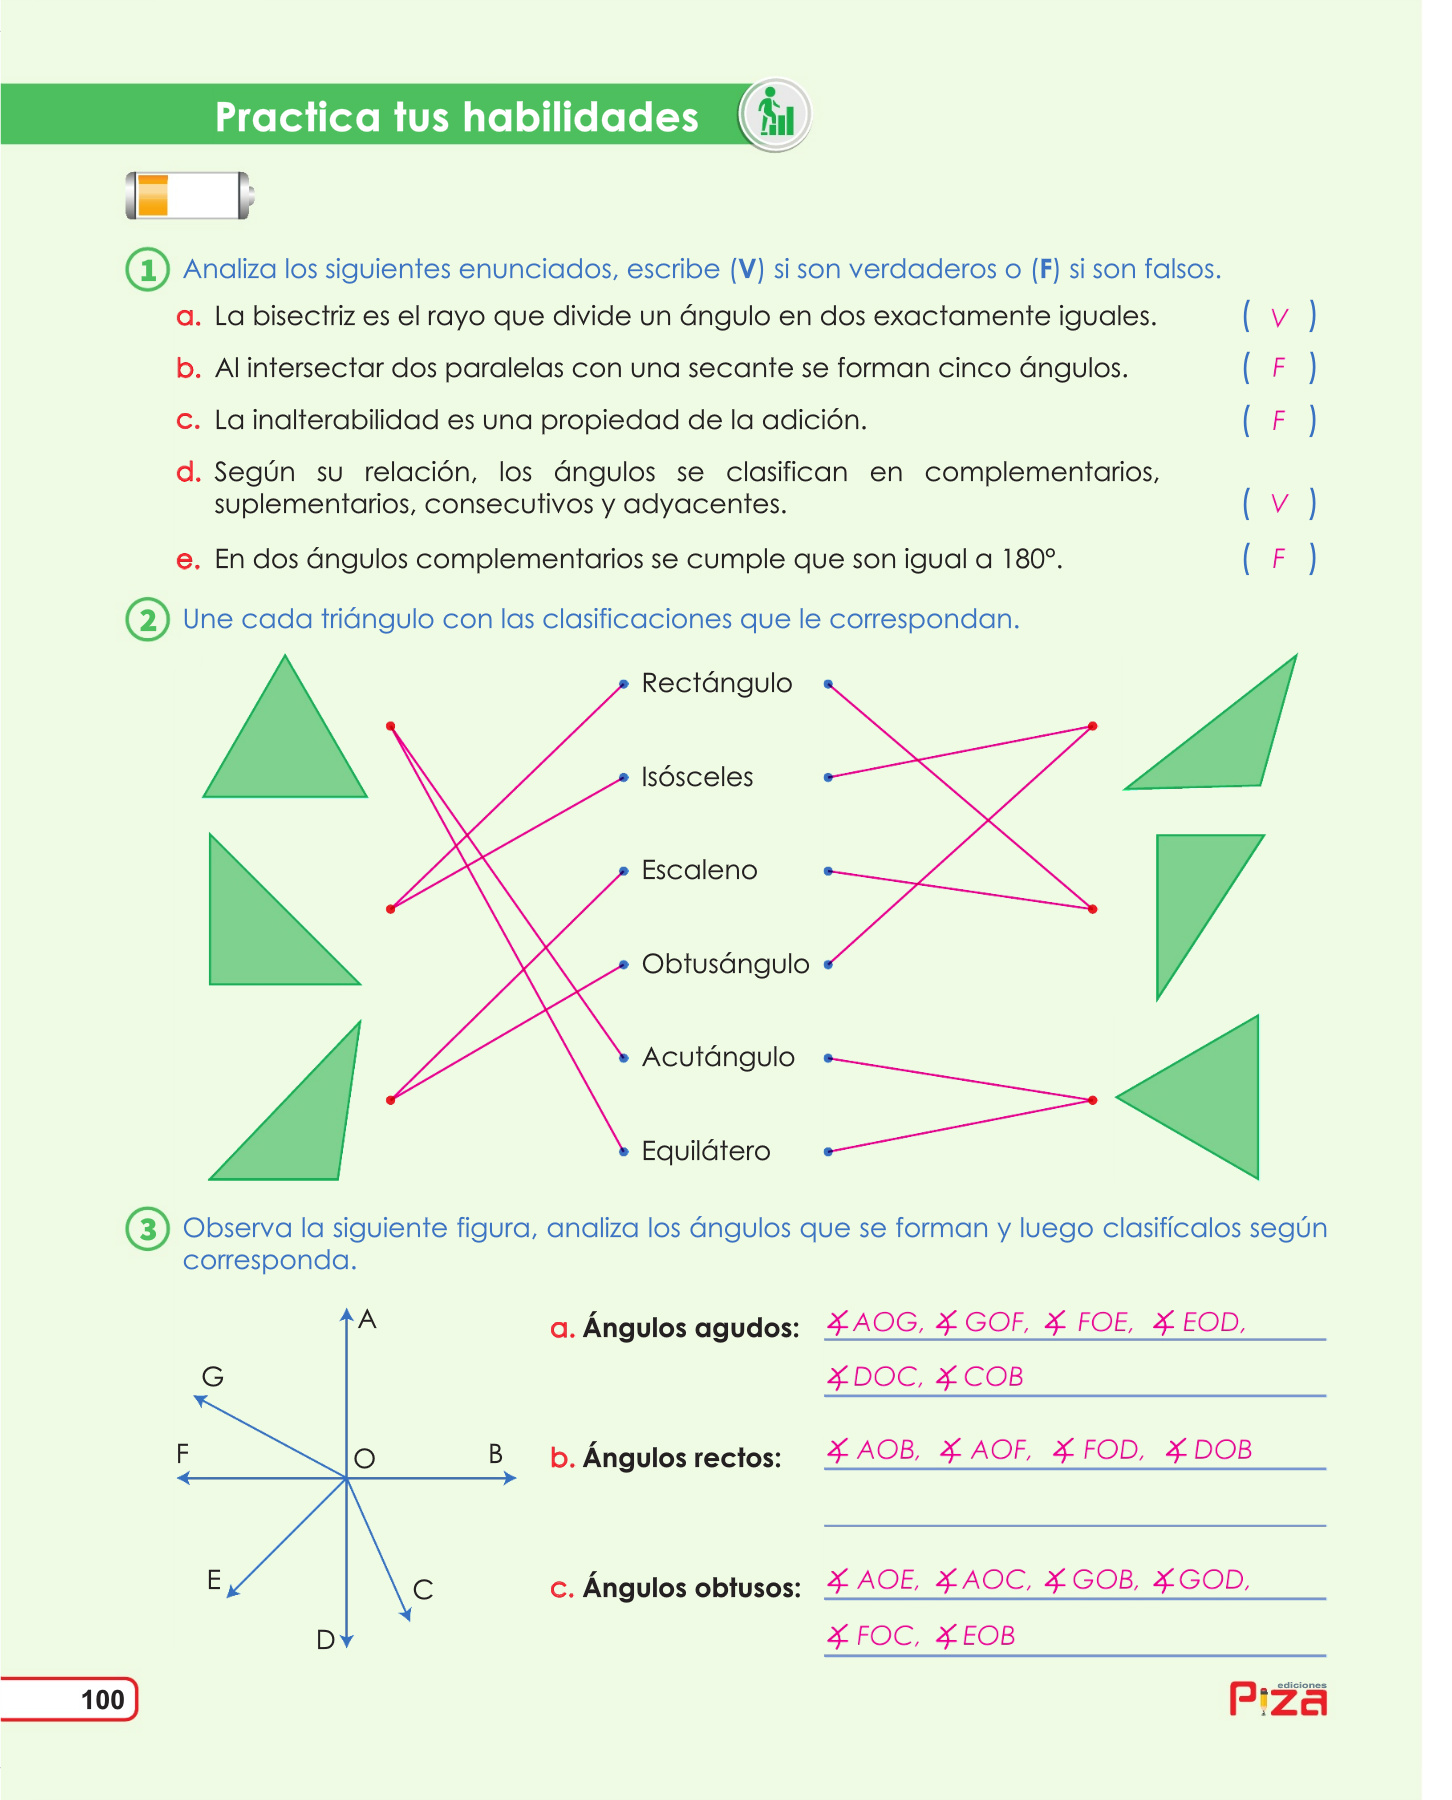 Practica tus habilidades
1 Analiza los siguientes enunciados, escribe (V) si son verdaderos o (F) si son falsos.
a. La bisectriz es el rayo que divide un ángulo en dos exactamente iguales. ( V )
b. Al intersectar dos paralelas con una secante se forman cinco ángulos. ( F )
c. La inalterabilidad es una propiedad de la adición. ( F )
d. Según su relación, los ángulos se clasifican en complementarios,
suplementarios, consecutivos y adyacentes. ( V )
e. En dos ángulos complementarios se cumple que son igual a 180°. ( F )
2 Une cada triángulo con las clasificaciones que le correspondan.
Rectángulo
Isósceles
Escaleno
Obtusángulo
Acutángulo
Equilátero
3 Observa la siguiente figura, analiza los ángulos que se forman y luego clasifícalos según
corresponda.
A
G
F
O
B
E
C
D
a. Ángulos agudos: ∡AOG, ∡ GOF, ∡ FOE, ∡ EOD,
∡DOC, ∡ COB
b. Ángulos rectos: ∡ AOB, ∡ AOF, ∡ FOD, ∡ DOB
c. Ángulos obtusos: ∡ AOE, ∡ AOC, ∡ GOB, ∡GOD,
∡ FOC, ∡ EOB
100
ediciones
Piza